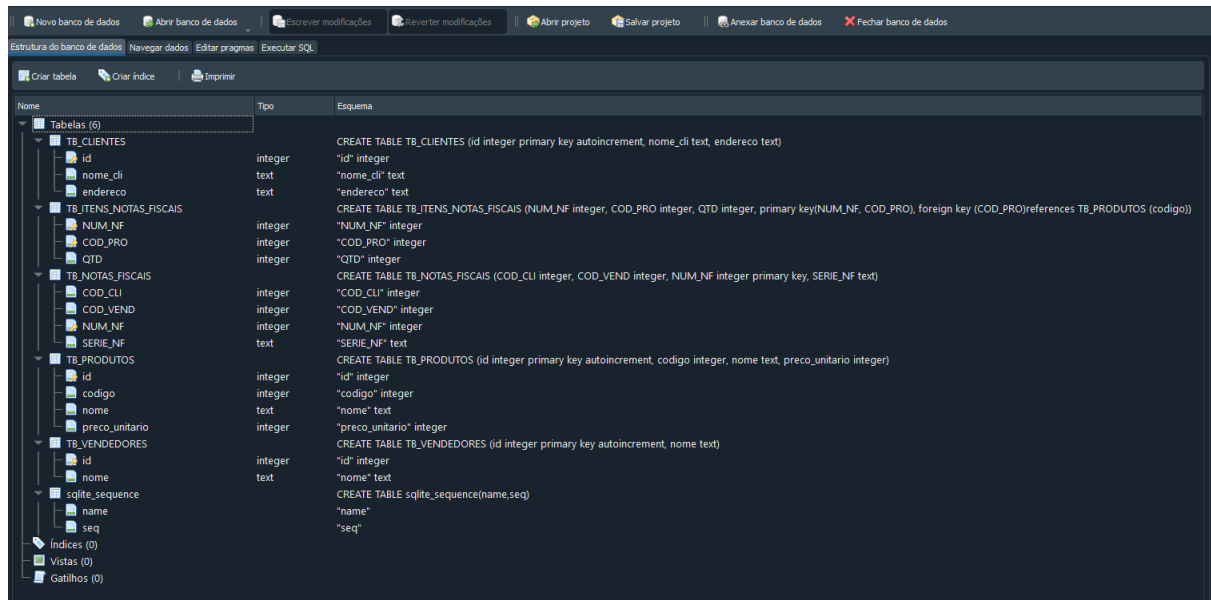 Novo banco de dados Abrir banco de dados Escrever modificações Reverter modificações Abrir projeto Salvar projeto Anexar banco de dados Fechar banco de dados
Estrutura do banco de dados Navegar dados Editar pragmas Executar SQL
Criar tabela Criar índice Imprimir
Nome Tipo Esquema
Tabelas (6)
TB_CLIENTES CREATE TABLE TB_CLIENTES (id integer primary key autoincrement, nome_cli text, endereco text)
id integer "id" integer
nome_cli text "nome_cli" text
endereco text "endereco" text
TB_ITENS_NOTAS_FISCAIS CREATE TABLE TB_ITENS_NOTAS_FISCAIS (NUM_NF integer, COD_PRO integer, QTD integer, primary key(NUM_NF, COD_PRO), foreign key (COD_PRO)references TB_PRODUTOS (codigo))
NUM_NF integer "NUM_NF" integer
COD_PRO integer "COD_PRO" integer
QTD integer "QTD" integer
TB_NOTAS_FISCAIS CREATE TABLE TB_NOTAS_FISCAIS (COD_CLI integer, COD_VEND integer, NUM_NF integer primary key, SERIE_NF text)
COD_CLI integer "COD_CLI" integer
COD_VEND integer "COD_VEND" integer
NUM_NF integer "NUM_NF" integer
SERIE_NF text "SERIE_NF" text
TB_PRODUTOS CREATE TABLE TB_PRODUTOS (id integer primary key autoincrement, codigo integer, nome text, preco_unitario integer)
id integer "id" integer
codigo integer "codigo" integer
nome text "nome" text
preco_unitario integer "preco_unitario" integer
TB_VENDEDORES CREATE TABLE TB_VENDEDORES (id integer primary key autoincrement, nome text)
id integer "id" integer
nome text "nome" text
sqlite_sequence CREATE TABLE sqlite_sequence(name,seq)
name "name"
seq "seq"
Índices (0)
Vistas (0)
Gatilhos (0)